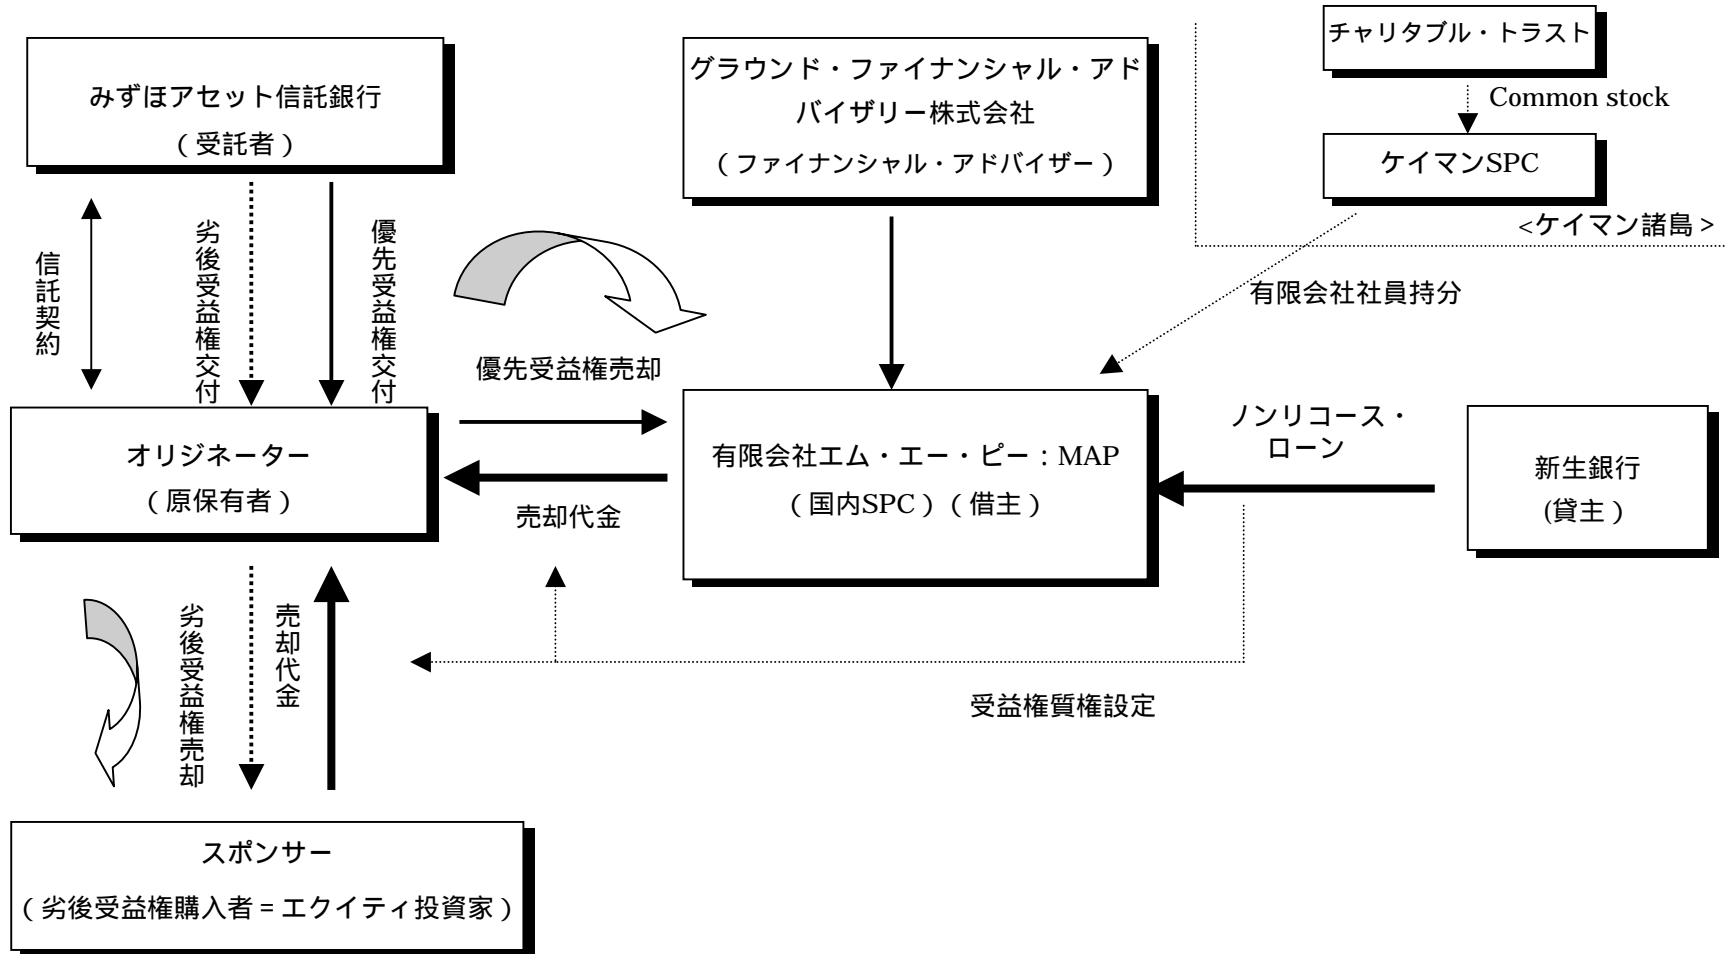 チャリタブル・トラスト
Common stock
ケイマンSPC
<ケイマン諸島>
みずほアセット信託銀行
(受託者)
グラウンド・ファイナンシャル・アド
バイザリー株式会社
(ファイナンシャル・アドバイザー)
信託契約
劣後受益権交付
優先受益権交付
優先受益権売却
有限会社社員持分
オリジネーター
(原保有者)
売却代金
有限会社エム・エー・ピー:MAP
(国内SPC)(借主)
ノンリコース・
ローン
新生銀行
(貸主)
劣後受益権売却
売却代金
受益権質権設定
スポンサー
(劣後受益権購入者=エクイティ投資家)